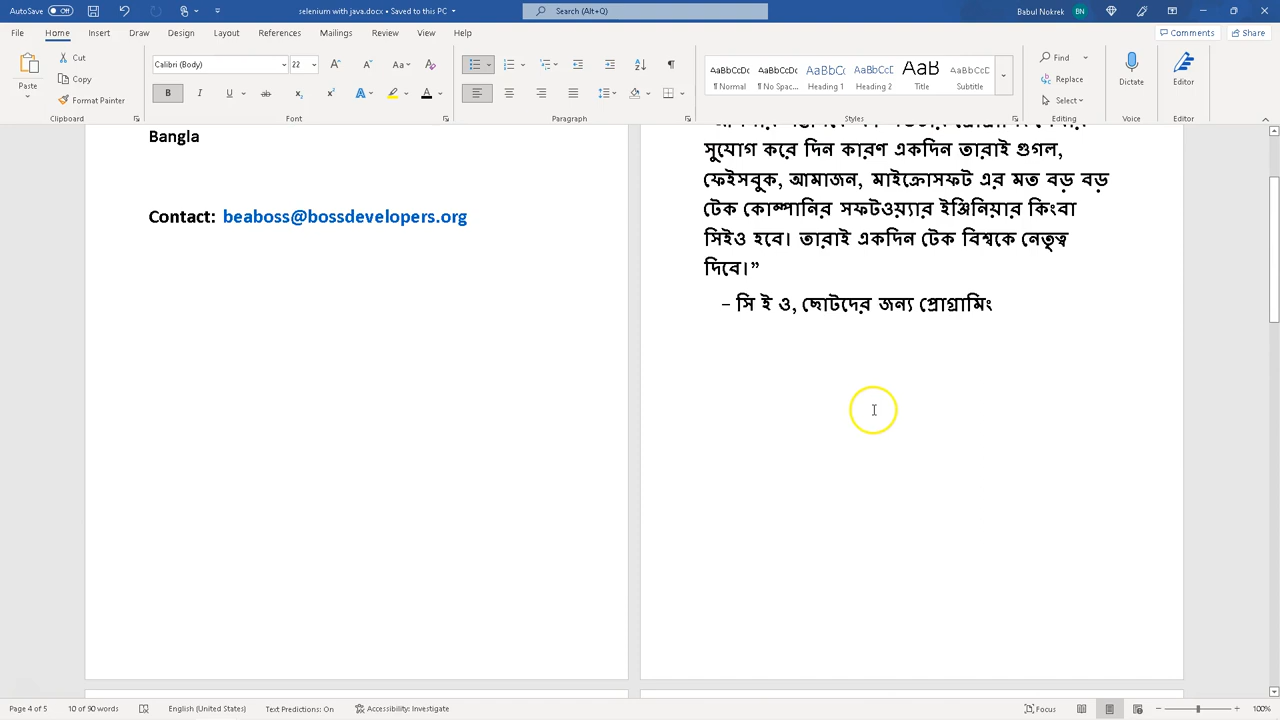 AutoSave Off
selenium with java.docx • Saved to this PC
Search (Alt+Q)
Babul Nokrek BN
File Home Insert Draw Design Layout References Mailings Review View Help
Comments Share
Paste
Cut
Copy
Format Painter
Clipboard
Calibri (Body) 22
Font
Paragraph
AaBbCcDc AaBbCcDc AaBbCc AaBbCcD AaB AaBbCcD
¶ Normal ¶ No Spac... Heading 1 Heading 2 Title Subtitle
Styles
Find
Replace
Select
Editing
Dictate
Voice
Editor
Editor
Bangla
Contact: beaboss@bossdevelopers.org
সুযোগ করে দিন কারণ একদিন তারাই গুগল,
ফেইসবুক, আমাজন, মাইক্রোসফট এর মত বড় বড়
টেক কোম্পানির সফটওয়্যার ইঞ্জিনিয়ার কিংবা
সিইও হবে। তারাই একদিন টেক বিশ্বকে নেতৃত্ব
দিবে।”
– সি ই ও, ছোটদের জন্য প্রোগ্রামিং
Page 4 of 5 10 of 90 words English (United States) Text Predictions: On Accessibility: Investigate Focus 100%